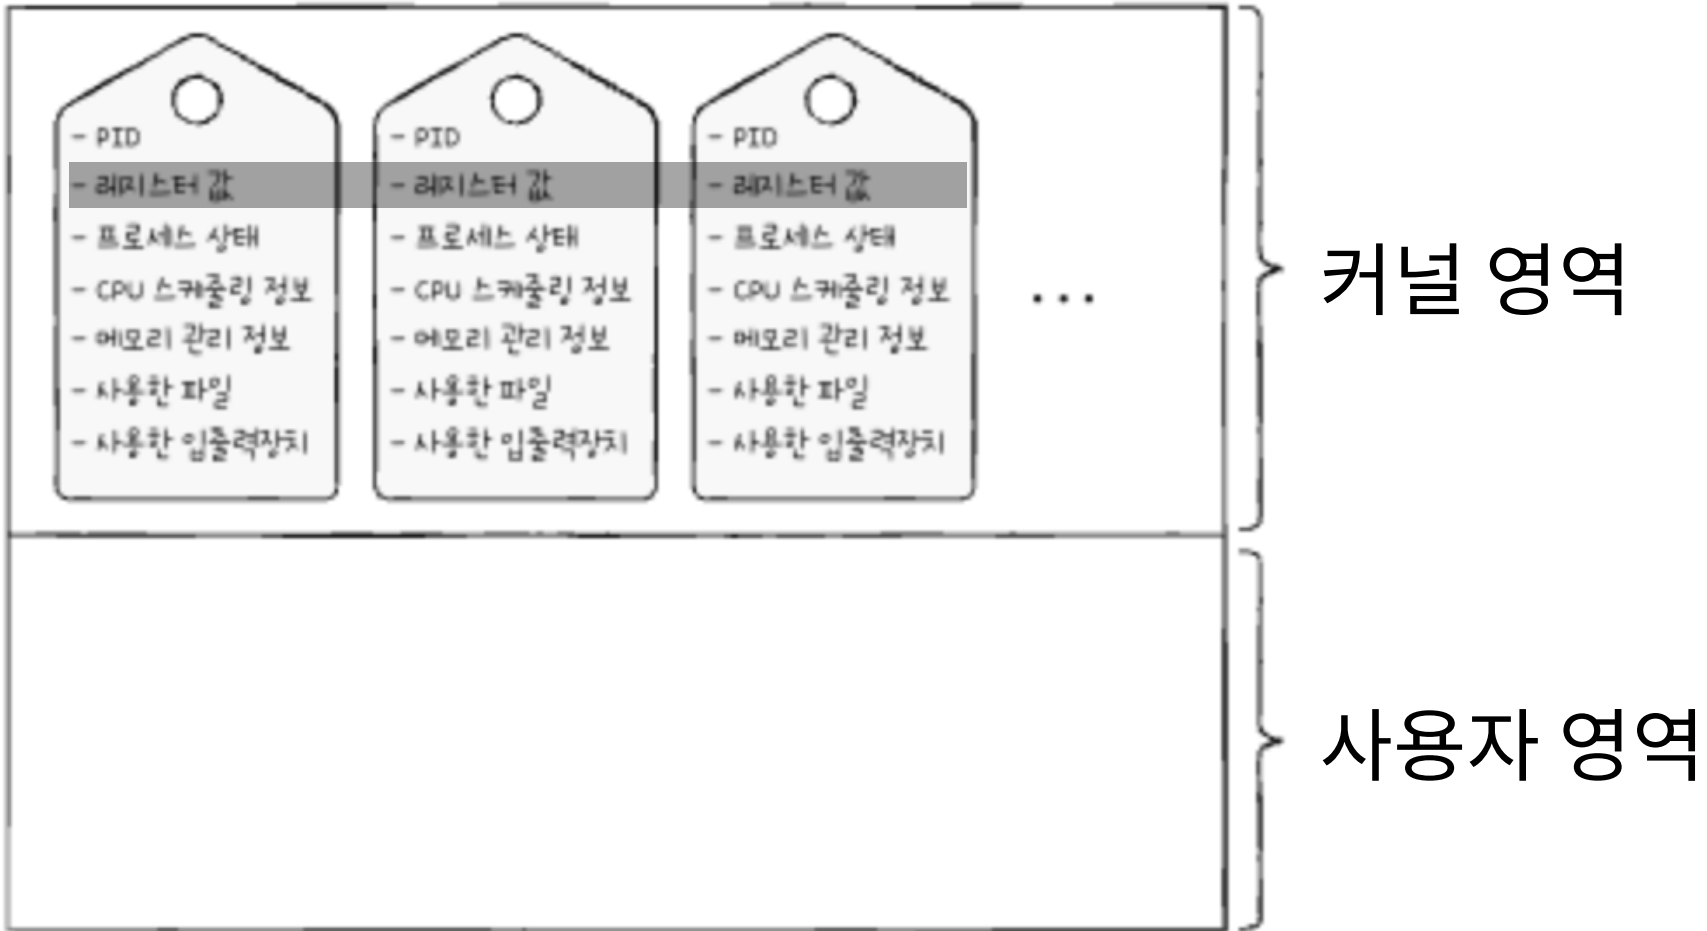 - PID
- 레지스터 값
- 프로세스 상태
- CPU 스케줄링 정보
- 메모리 관리 정보
- 사용한 파일
- 사용한 입출력장치
- PID
- 레지스터 값
- 프로세스 상태
- CPU 스케줄링 정보
- 메모리 관리 정보
- 사용한 파일
- 사용한 입출력장치
- PID
- 레지스터 값
- 프로세스 상태
- CPU 스케줄링 정보
- 메모리 관리 정보
- 사용한 파일
- 사용한 입출력장치
...
커널 영역
사용자 영역